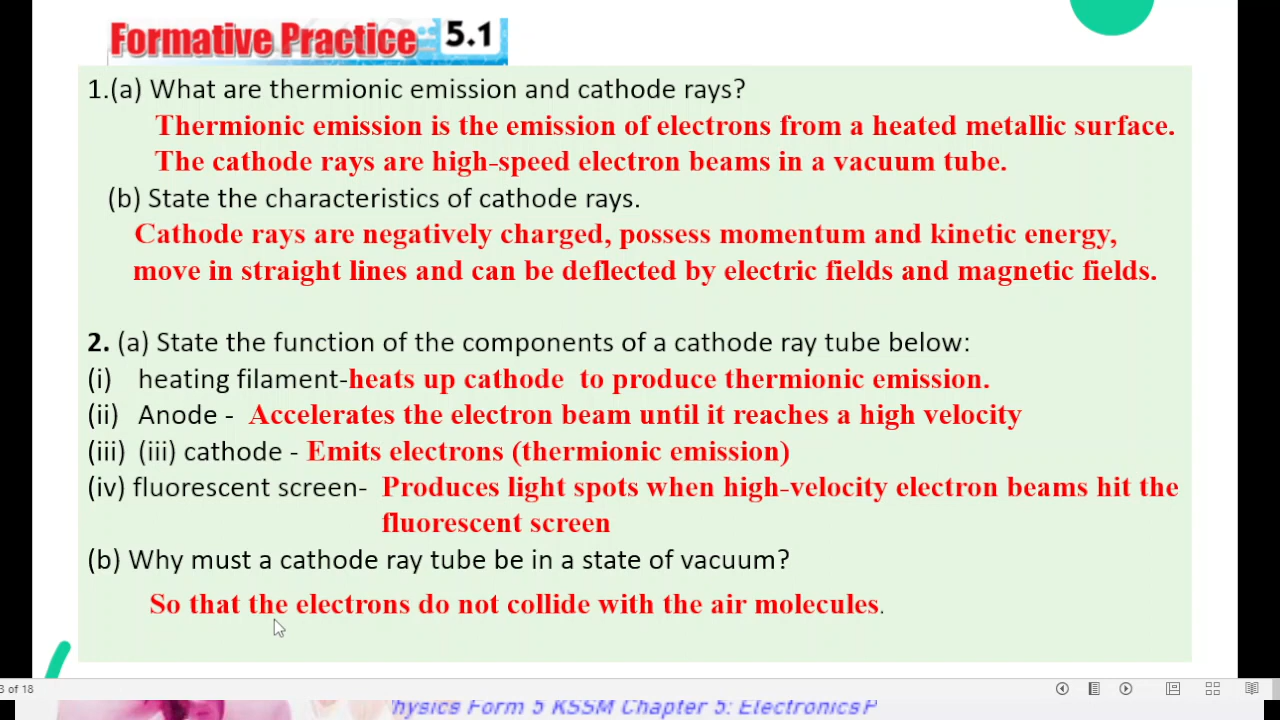 Formative Practice 5.1
1.(a) What are thermionic emission and cathode rays?
Thermionic emission is the emission of electrons from a heated metallic surface.
The cathode rays are high-speed electron beams in a vacuum tube.
(b) State the characteristics of cathode rays.
Cathode rays are negatively charged, possess momentum and kinetic energy,
move in straight lines and can be deflected by electric fields and magnetic fields.
2. (a) State the function of the components of a cathode ray tube below:
(i) heating filament-heats up cathode to produce thermionic emission.
(ii) Anode - Accelerates the electron beam until it reaches a high velocity
(iii) (iii) cathode - Emits electrons (thermionic emission)
(iv) fluorescent screen- Produces light spots when high-velocity electron beams hit the
fluorescent screen
(b) Why must a cathode ray tube be in a state of vacuum?
So that the electrons do not collide with the air molecules.
3 of 18
hysics Form 5 KSSM Chapter 5: Electronics P